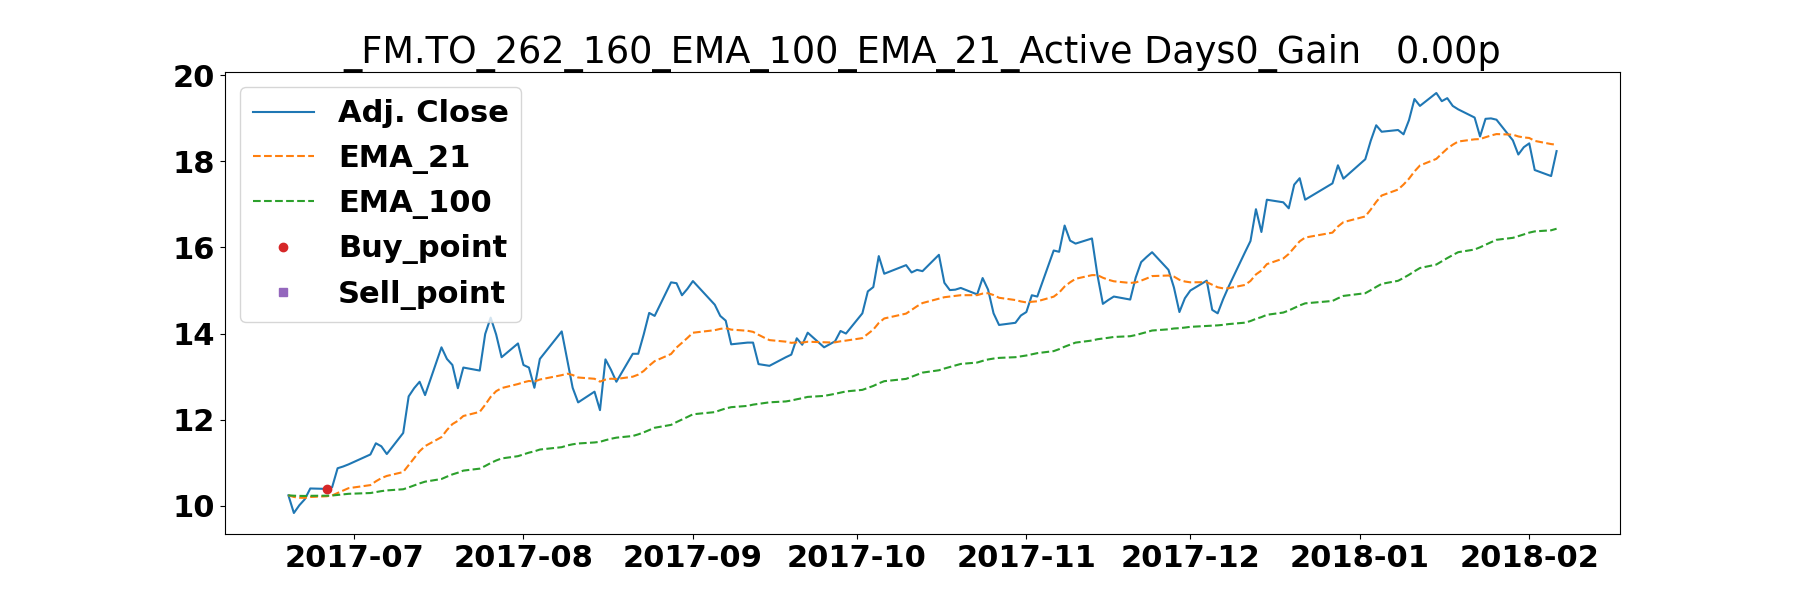 _FM.TO_262_160_EMA_100_EMA_21_Active Days0_Gain   0.00p
20
18
16
14
12
10
Adj. Close
EMA_21
EMA_100
Buy_point
Sell_point
2017-07 2017-08 2017-09 2017-10 2017-11 2017-12 2018-01 2018-02